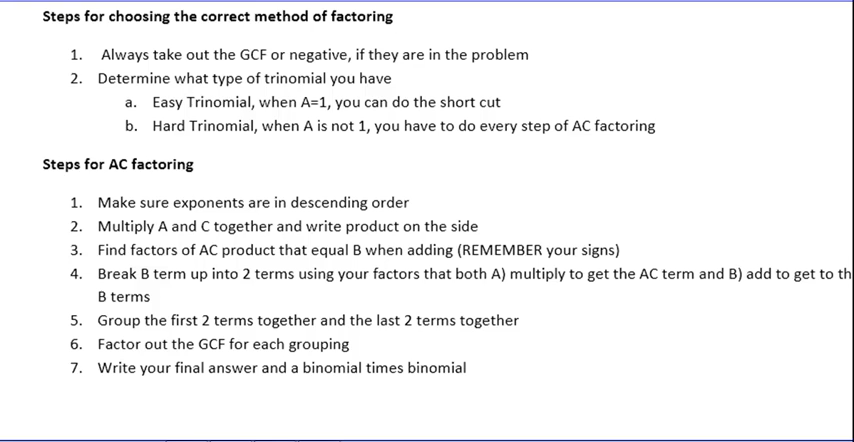 Steps for choosing the correct method of factoring
1. Always take out the GCF or negative, if they are in the problem
2. Determine what type of trinomial you have
a. Easy Trinomial, when A=1, you can do the short cut
b. Hard Trinomial, when A is not 1, you have to do every step of AC factoring
Steps for AC factoring
1. Make sure exponents are in descending order
2. Multiply A and C together and write product on the side
3. Find factors of AC product that equal B when adding (REMEMBER your signs)
4. Break B term up into 2 terms using your factors that both A) multiply to get the AC term and B) add to get to th
B terms
5. Group the first 2 terms together and the last 2 terms together
6. Factor out the GCF for each grouping
7. Write your final answer and a binomial times binomial